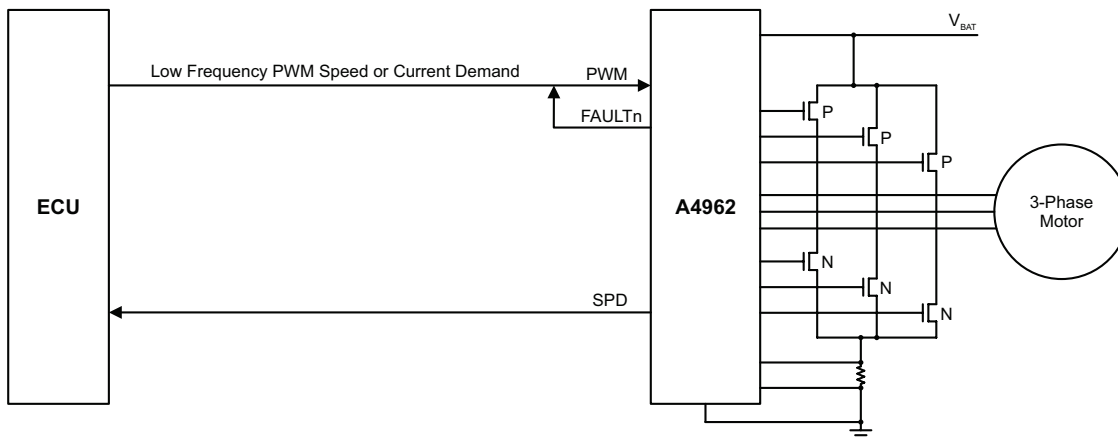 V_BAT
Low Frequency PWM Speed or Current Demand
PWM
FAULTn
P
P
P
ECU
A4962
3-Phase
Motor
N
N
N
SPD